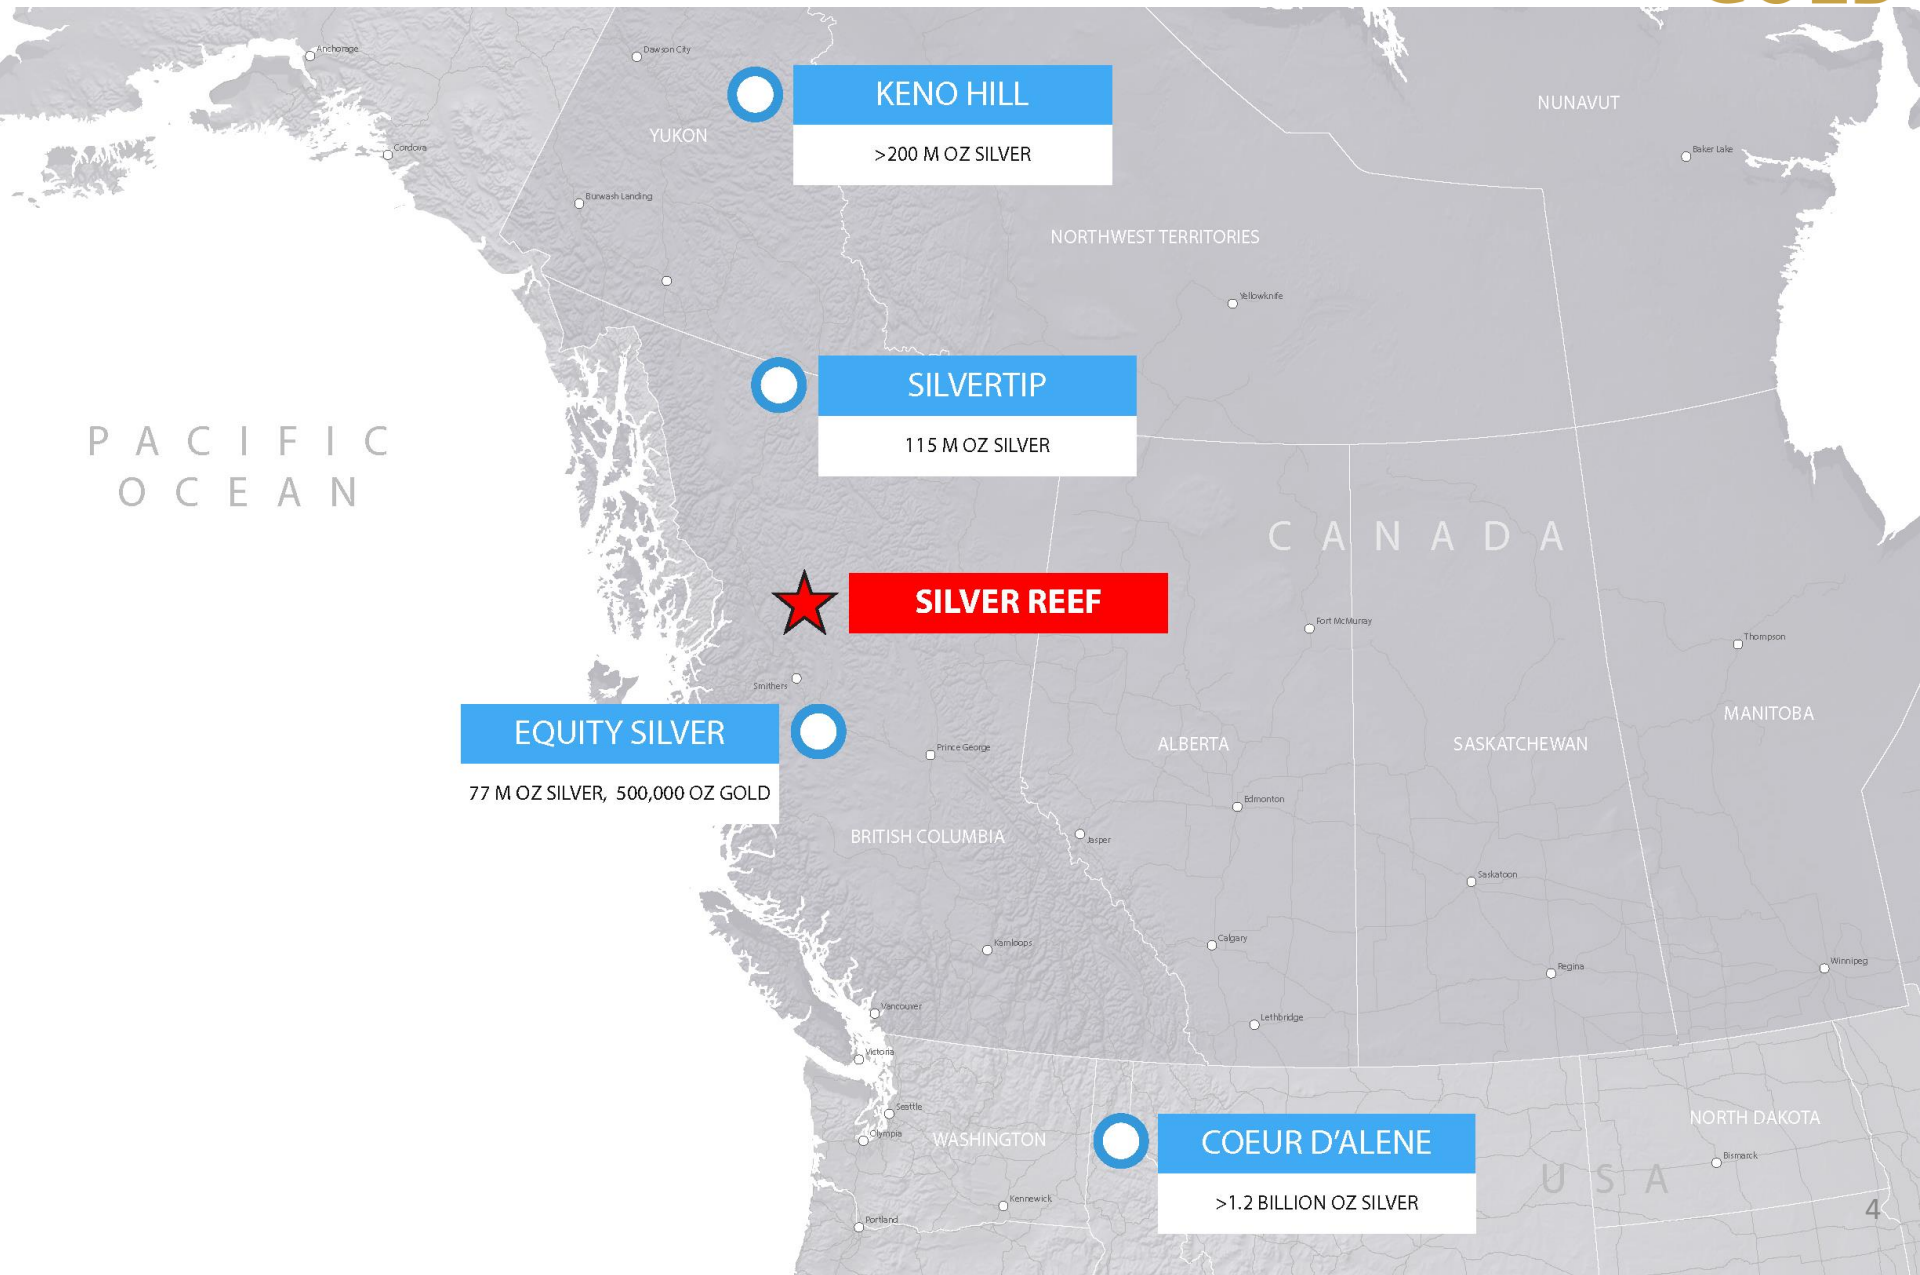 Anchorage
Dawson City
KENO HILL
>200 M OZ SILVER
NUNAVUT
YUKON
Cordova
Baker Lake
Burwash Landing
NORTHWEST TERRITORIES
Yellowknife
SILVERTIP
115 M OZ SILVER
PACIFIC
OCEAN
CANADA
SILVER REEF
Fort McMurray
Thompson
Smithers
EQUITY SILVER
77 M OZ SILVER, 500,000 OZ GOLD
MANITOBA
Prince George
ALBERTA
SASKATCHEWAN
Edmonton
BRITISH COLUMBIA
Jasper
Saskatoon
Kamloops
Calgary
Regina
Winnipeg
Vancouver
Lethbridge
Victoria
Seattle
Olympia
WASHINGTON
COEUR D’ALENE
>1.2 BILLION OZ SILVER
NORTH DAKOTA
Bismarck
USA
Kennewick
Portland
4